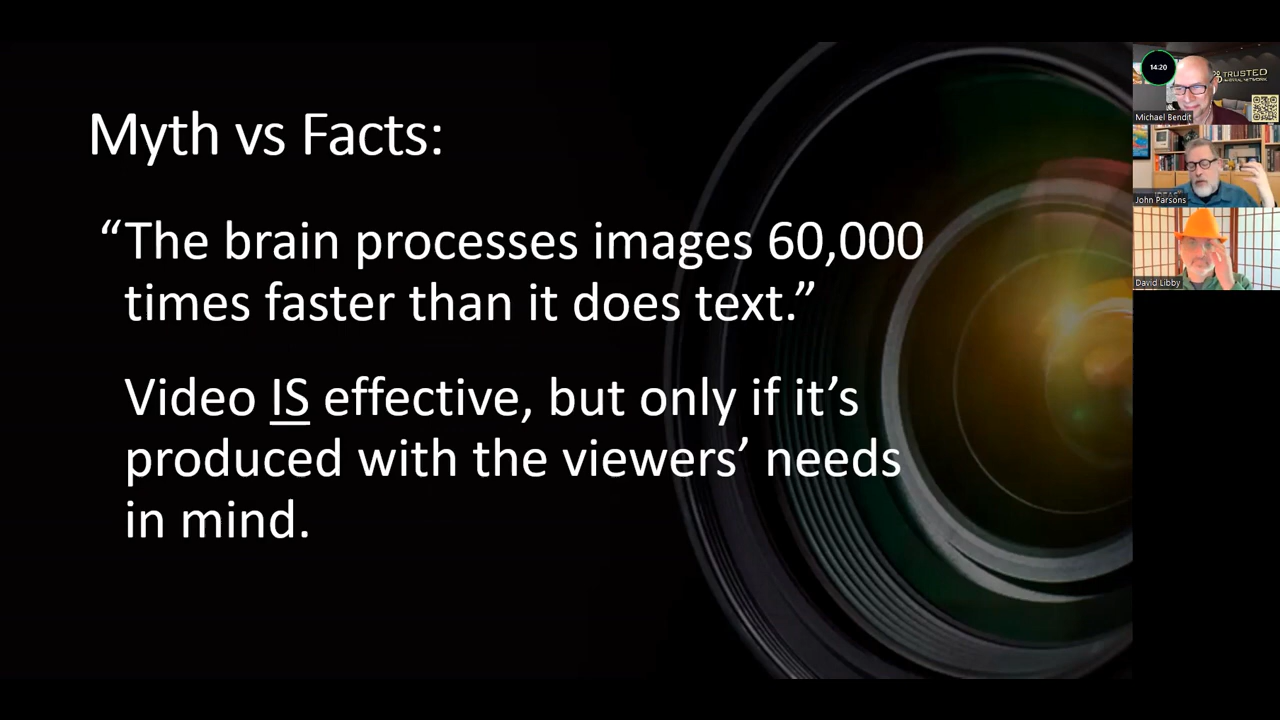 Myth vs Facts:
“The brain processes images 60,000
times faster than it does text.”
Video IS effective, but only if it’s
produced with the viewers’ needs
in mind.
14:20
TRUSTED
Michael Bendit
John Parsons
David Libby